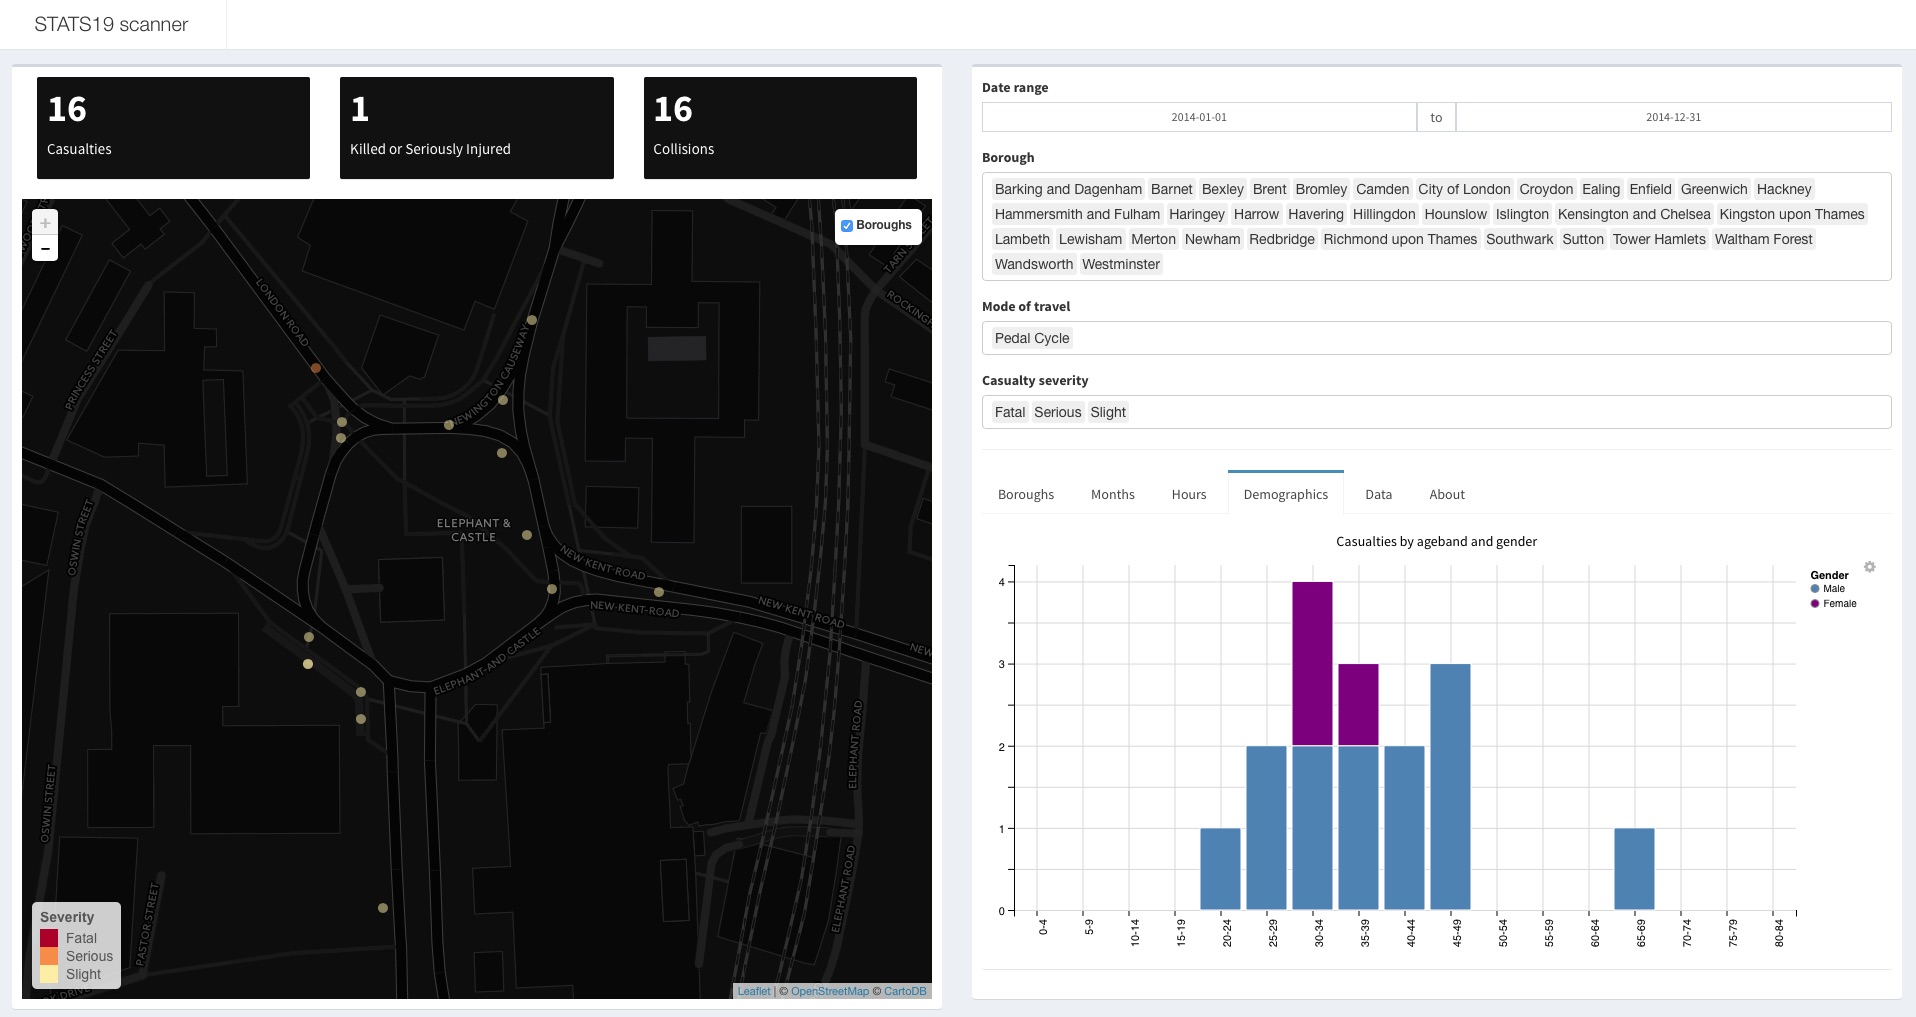 STATS19 scanner
16
Casualties
1
Killed or Seriously Injured
16
Collisions
+
−
Boroughs
LONDON ROAD
PRINCESS STREET
NEWINGTON CAUSEWAY
ELEPHANT &
CASTLE
NEW KENT ROAD
NEW KENT ROAD
NEW KENT ROAD
NEW
ELEPHANT AND CASTLE
OSWIN STREET
OSWIN STREET
ELEPHANT ROAD
ELEPHANT ROAD
PASTOR STREET
Severity
Fatal
Serious
Slight
Leaflet | © OpenStreetMap © CartoDB
Date range
2014-01-01 to 2014-12-31
Borough
Barking and Dagenham Barnet Bexley Brent Bromley Camden City of London Croydon Ealing Enfield Greenwich Hackney
Hammersmith and Fulham Haringey Harrow Havering Hillingdon Hounslow Islington Kensington and Chelsea Kingston upon Thames
Lambeth Lewisham Merton Newham Redbridge Richmond upon Thames Southwark Sutton Tower Hamlets Waltham Forest
Wandsworth Westminster
Mode of travel
Pedal Cycle
Casualty severity
Fatal Serious Slight
Boroughs Months Hours Demographics Data About
Casualties by ageband and gender
Gender
Male
Female
4
3
2
1
0
0-4 5-9 10-14 15-19 20-24 25-29 30-34 35-39 40-44 45-49 50-54 55-59 60-64 65-69 70-74 75-79 80-84